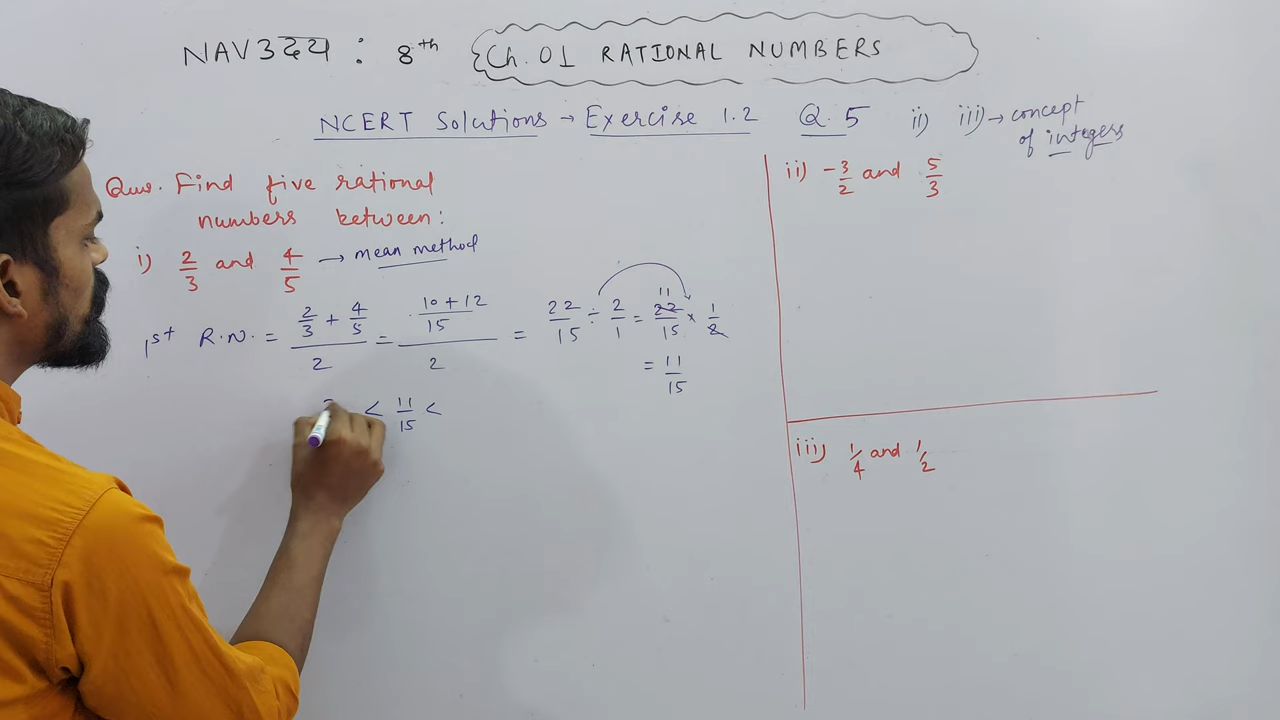 NAV3दिशा : 8th Ch. 01 RATIONAL NUMBERS
NCERT Solutions → Exercise 1.2 Q. 5 ii) iii) → concept of integers
Ques. Find five rational
numbers between:
i) 2/3 and 4/5 → mean method
1st R.N. = (2/3 + 4/5)/2 = ((10 + 12)/15)/2 = 22/15 ÷ 2/1 = 22/15 × 1/2
11
= 11/15
< 11/15 <
ii) -3/2 and 5/3
iii) 1/4 and 1/2